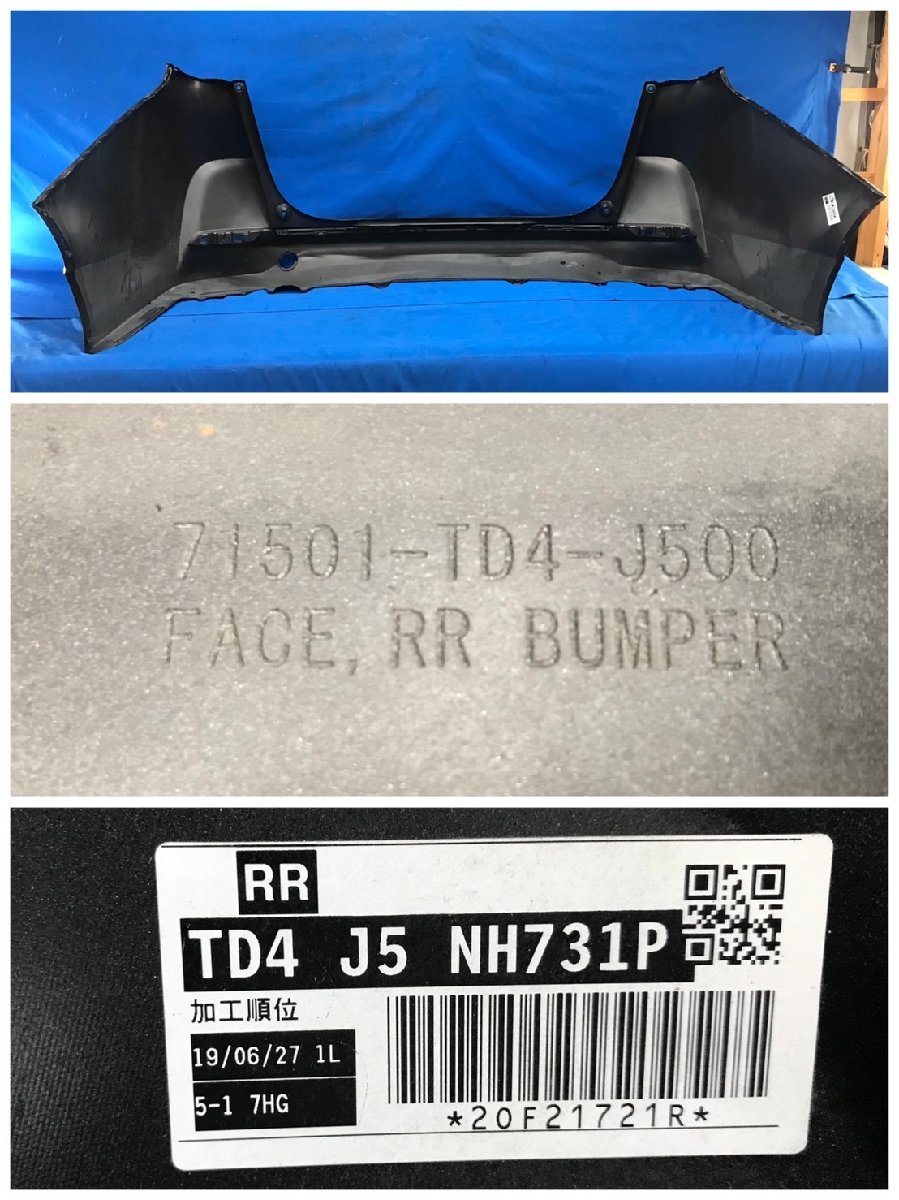 71501-TD4-J500
FACE, RR BUMPER
RR
TD4 J5 NH731P
加工順位
19/06/27 1L
5-1 7HG
*20F21721R*